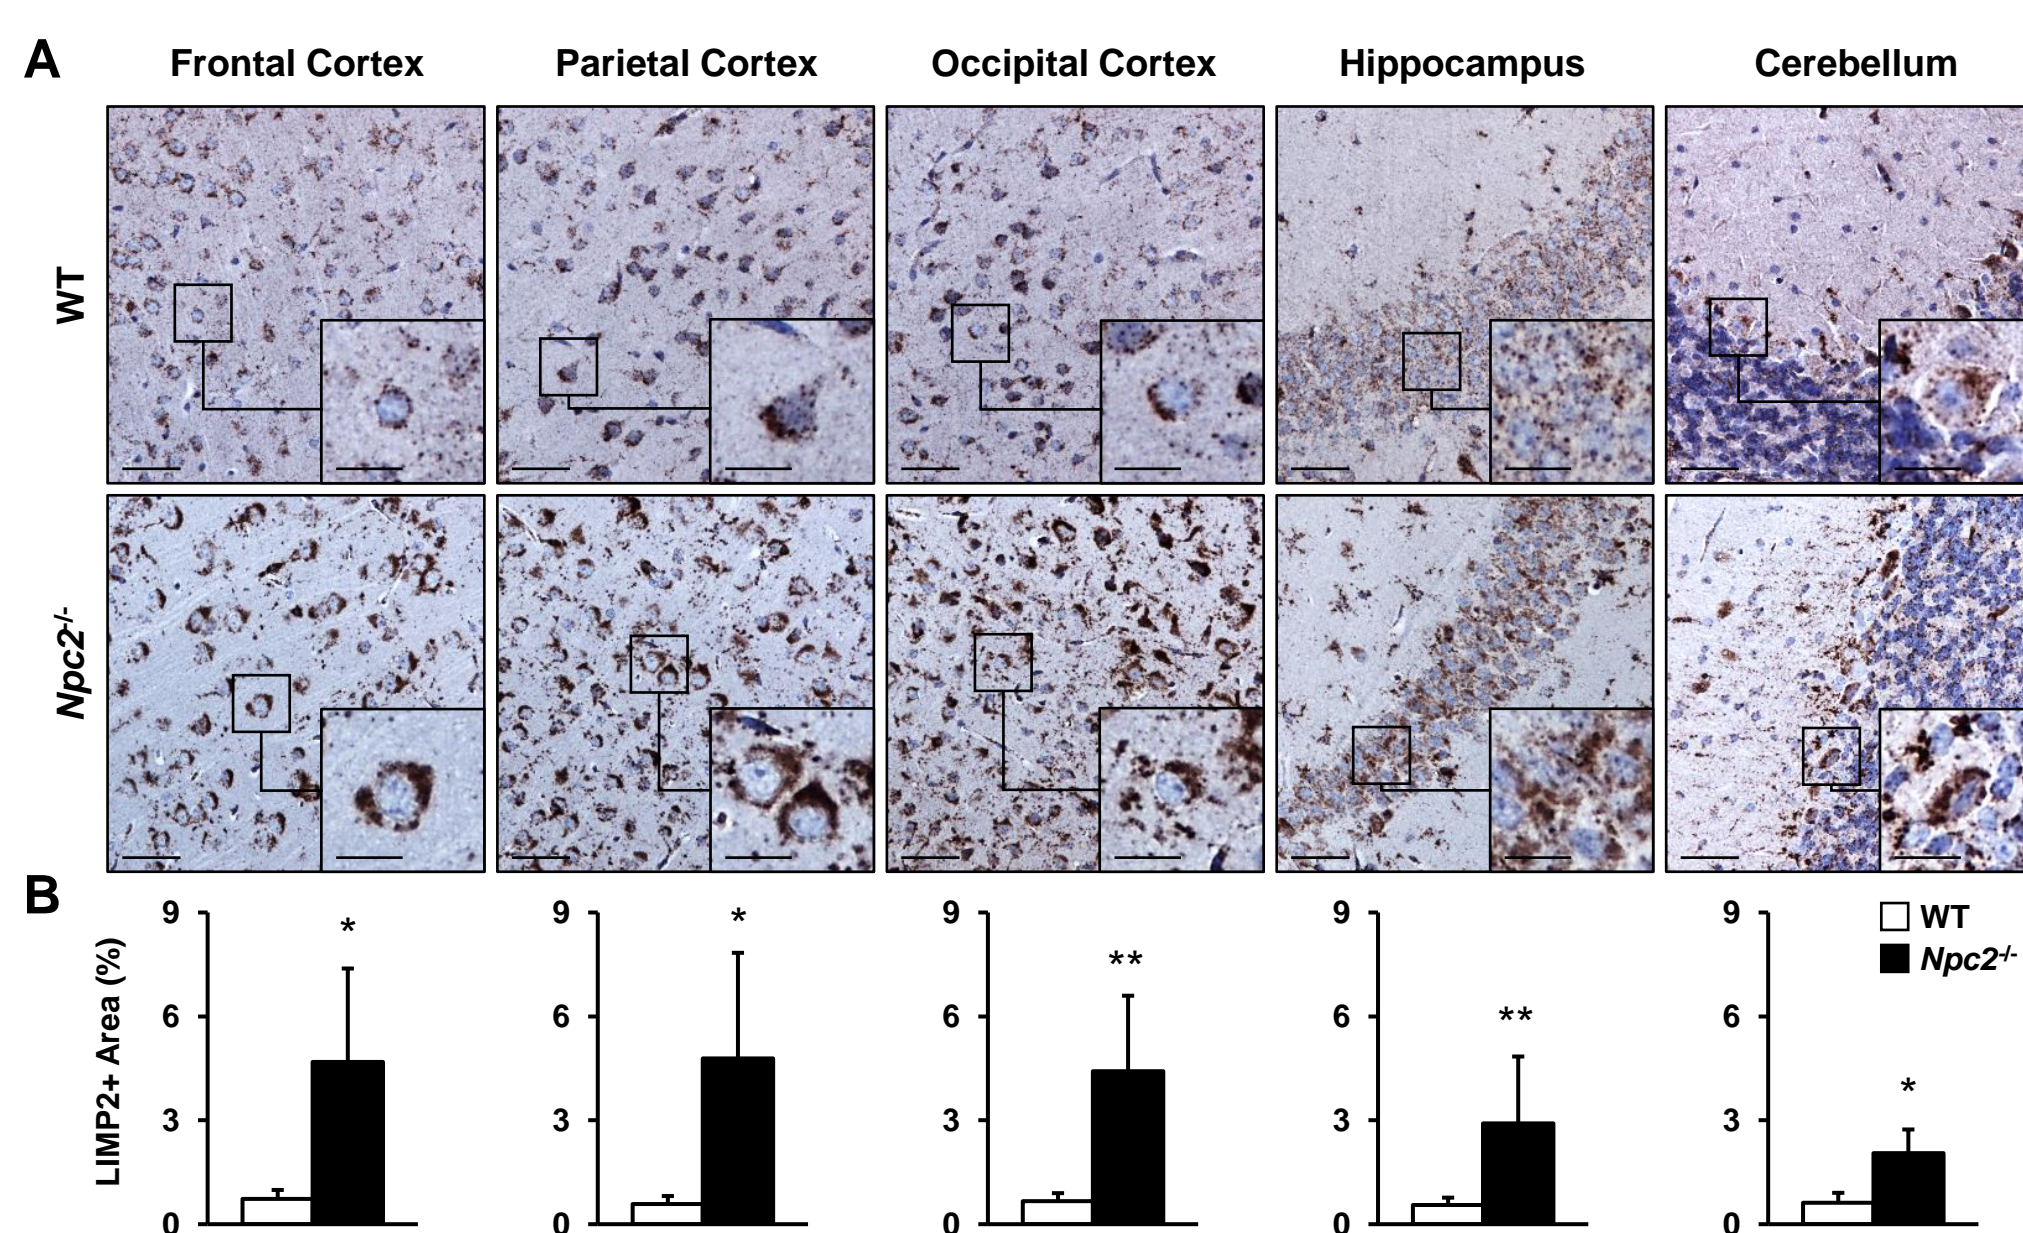 A
Frontal Cortex Parietal Cortex Occipital Cortex Hippocampus Cerebellum
WT
Npc2-/-
B
LIMP2+ Area (%)
9 * 9 * 9 ** 9 ** 9 *
6 6 6 6 6
3 3 3 3 3
0 0 0 0 0
WT
Npc2-/-